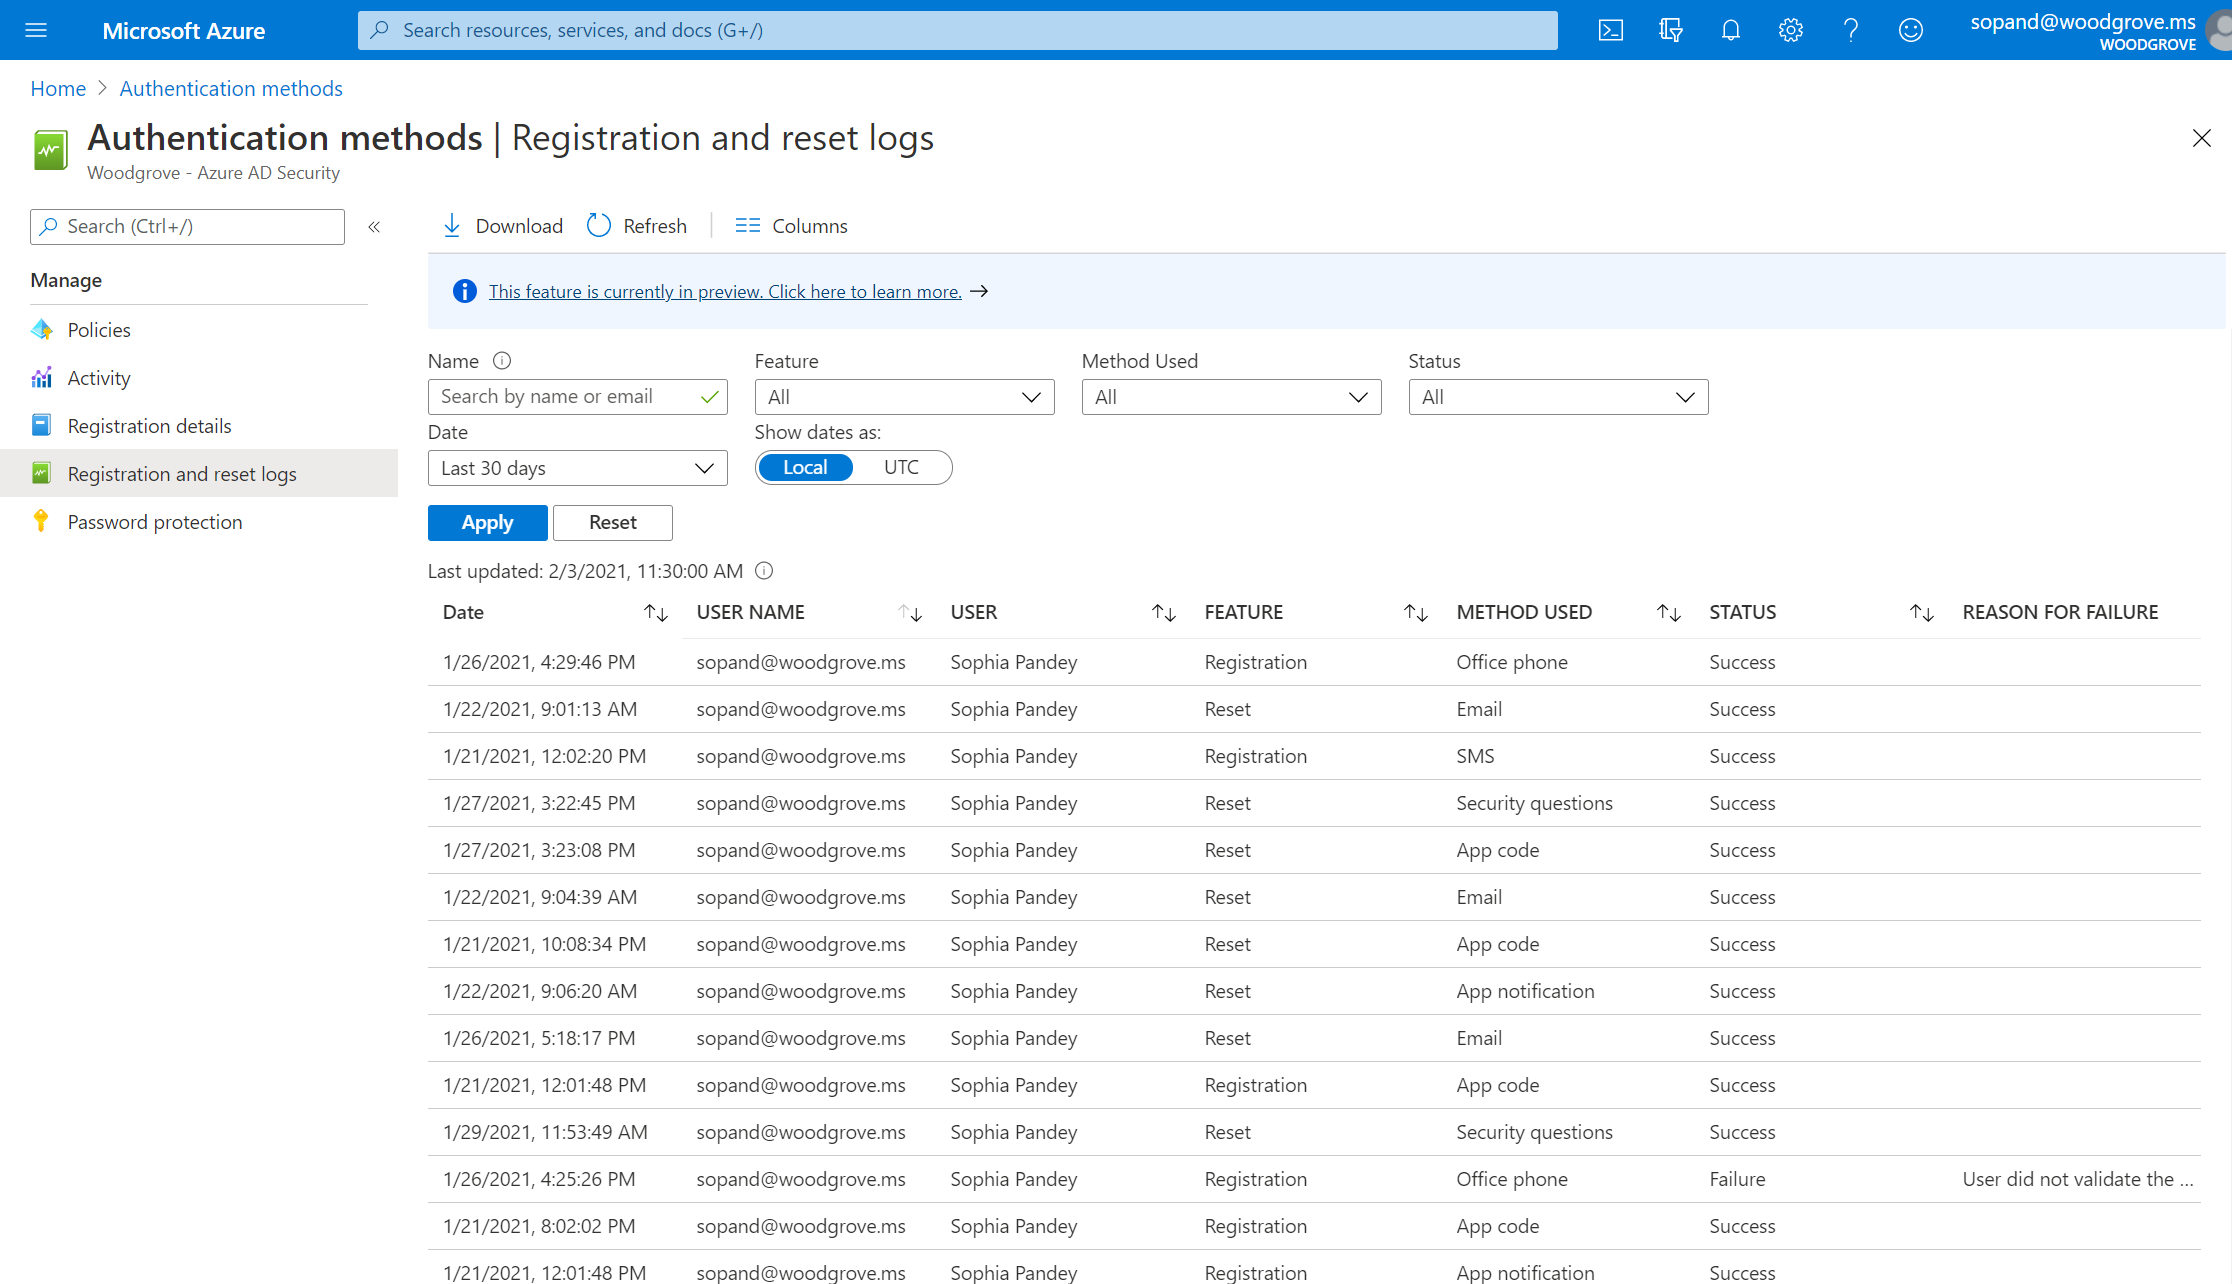 Microsoft Azure
Search resources, services, and docs (G+/)
sopand@woodgrove.ms
WOODGROVE
Home > Authentication methods
Authentication methods | Registration and reset logs
Woodgrove - Azure AD Security
Search (Ctrl+/)
«
Download Refresh Columns
Manage
Policies
Activity
Registration details
Registration and reset logs
Password protection
This feature is currently in preview. Click here to learn more. →
Name Feature Method Used Status
Search by name or email All All All
Date Show dates as:
Last 30 days Local UTC
Apply Reset
Last updated: 2/3/2021, 11:30:00 AM
Date USER NAME USER FEATURE METHOD USED STATUS REASON FOR FAILURE
1/26/2021, 4:29:46 PM sopand@woodgrove.ms Sophia Pandey Registration Office phone Success
1/22/2021, 9:01:13 AM sopand@woodgrove.ms Sophia Pandey Reset Email Success
1/21/2021, 12:02:20 PM sopand@woodgrove.ms Sophia Pandey Registration SMS Success
1/27/2021, 3:22:45 PM sopand@woodgrove.ms Sophia Pandey Reset Security questions Success
1/27/2021, 3:23:08 PM sopand@woodgrove.ms Sophia Pandey Reset App code Success
1/22/2021, 9:04:39 AM sopand@woodgrove.ms Sophia Pandey Reset Email Success
1/21/2021, 10:08:34 PM sopand@woodgrove.ms Sophia Pandey Reset App code Success
1/22/2021, 9:06:20 AM sopand@woodgrove.ms Sophia Pandey Reset App notification Success
1/26/2021, 5:18:17 PM sopand@woodgrove.ms Sophia Pandey Reset Email Success
1/21/2021, 12:01:48 PM sopand@woodgrove.ms Sophia Pandey Registration App code Success
1/29/2021, 11:53:49 AM sopand@woodgrove.ms Sophia Pandey Reset Security questions Success
1/26/2021, 4:25:26 PM sopand@woodgrove.ms Sophia Pandey Registration Office phone Failure User did not validate the ...
1/21/2021, 8:02:02 PM sopand@woodgrove.ms Sophia Pandey Registration App code Success
1/21/2021, 12:01:48 PM sopand@woodgrove.ms Sophia Pandey Registration App notification Success